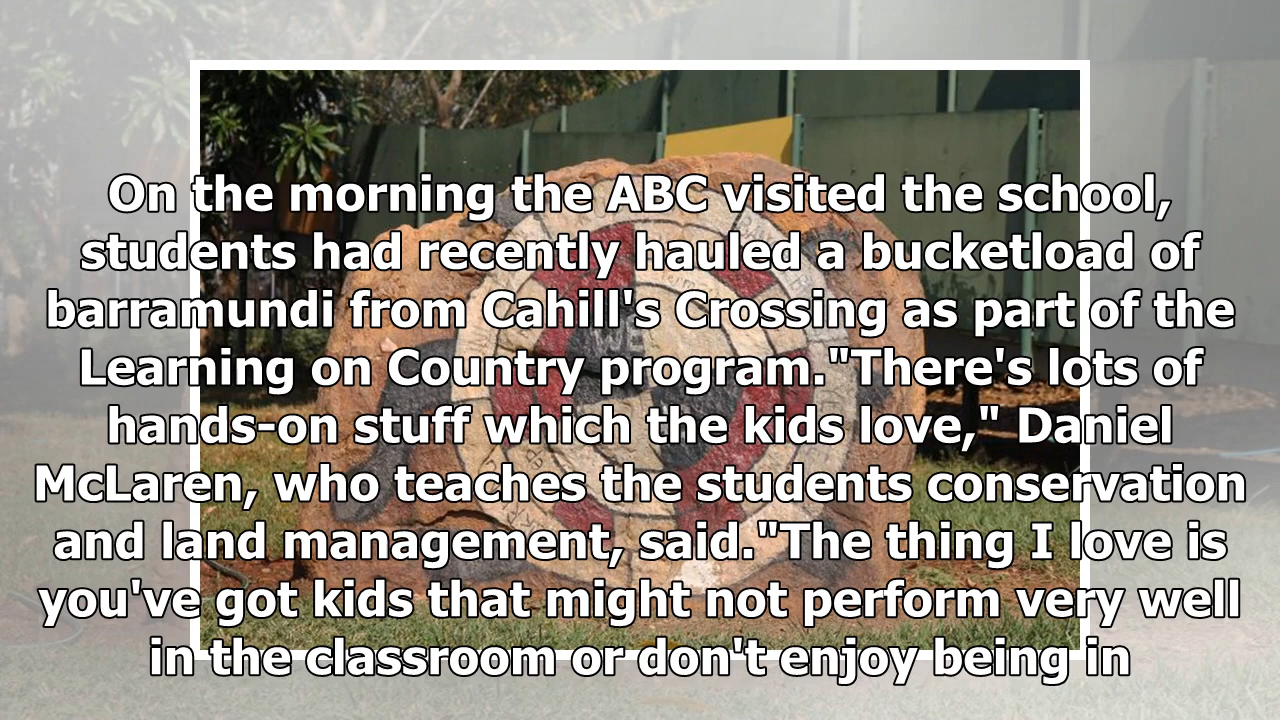 On the morning the ABC visited the school,
students had recently hauled a bucketload of
barramundi from Cahill's Crossing as part of the
Learning on Country program."There's lots of
hands-on stuff which the kids love," Daniel
McLaren, who teaches the students conservation
and land management, said."The thing I love is
you've got kids that might not perform very well
in the classroom or don't enjoy being in